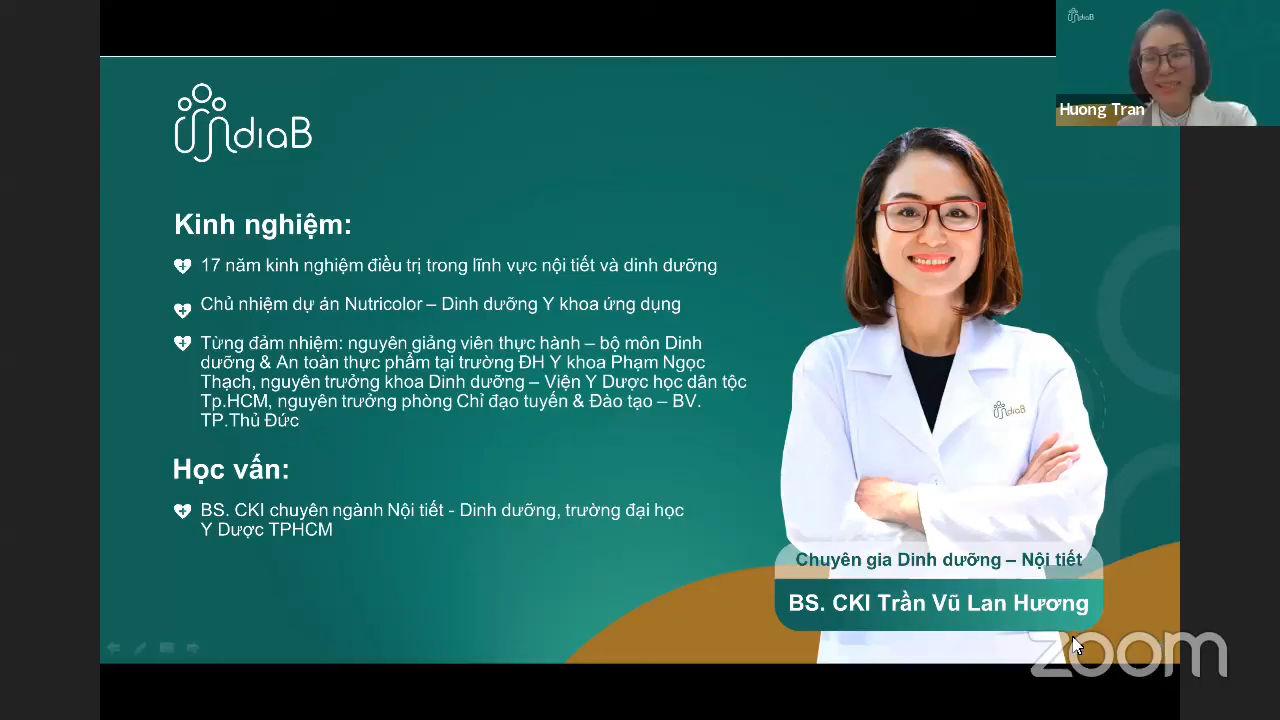 diaB
Huong Tran
diaB
Kinh nghiệm:
17 năm kinh nghiệm điều trị trong lĩnh vực nội tiết và dinh dưỡng
Chủ nhiệm dự án Nutricolor – Dinh dưỡng Y khoa ứng dụng
Từng đảm nhiệm: nguyên giảng viên thực hành – bộ môn Dinh
dưỡng & An toàn thực phẩm tại trường ĐH Y khoa Phạm Ngọc
Thạch, nguyên trưởng khoa Dinh dưỡng – Viện Y Dược học dân tộc
Tp.HCM, nguyên trưởng phòng Chỉ đạo tuyến & Đào tạo – BV.
TP.Thủ Đức
Học vấn:
BS. CKI chuyên ngành Nội tiết - Dinh dưỡng, trường đại học
Y Dược TPHCM
diaB
Chuyên gia Dinh dưỡng – Nội tiết
BS. CKI Trần Vũ Lan Hương
zoom